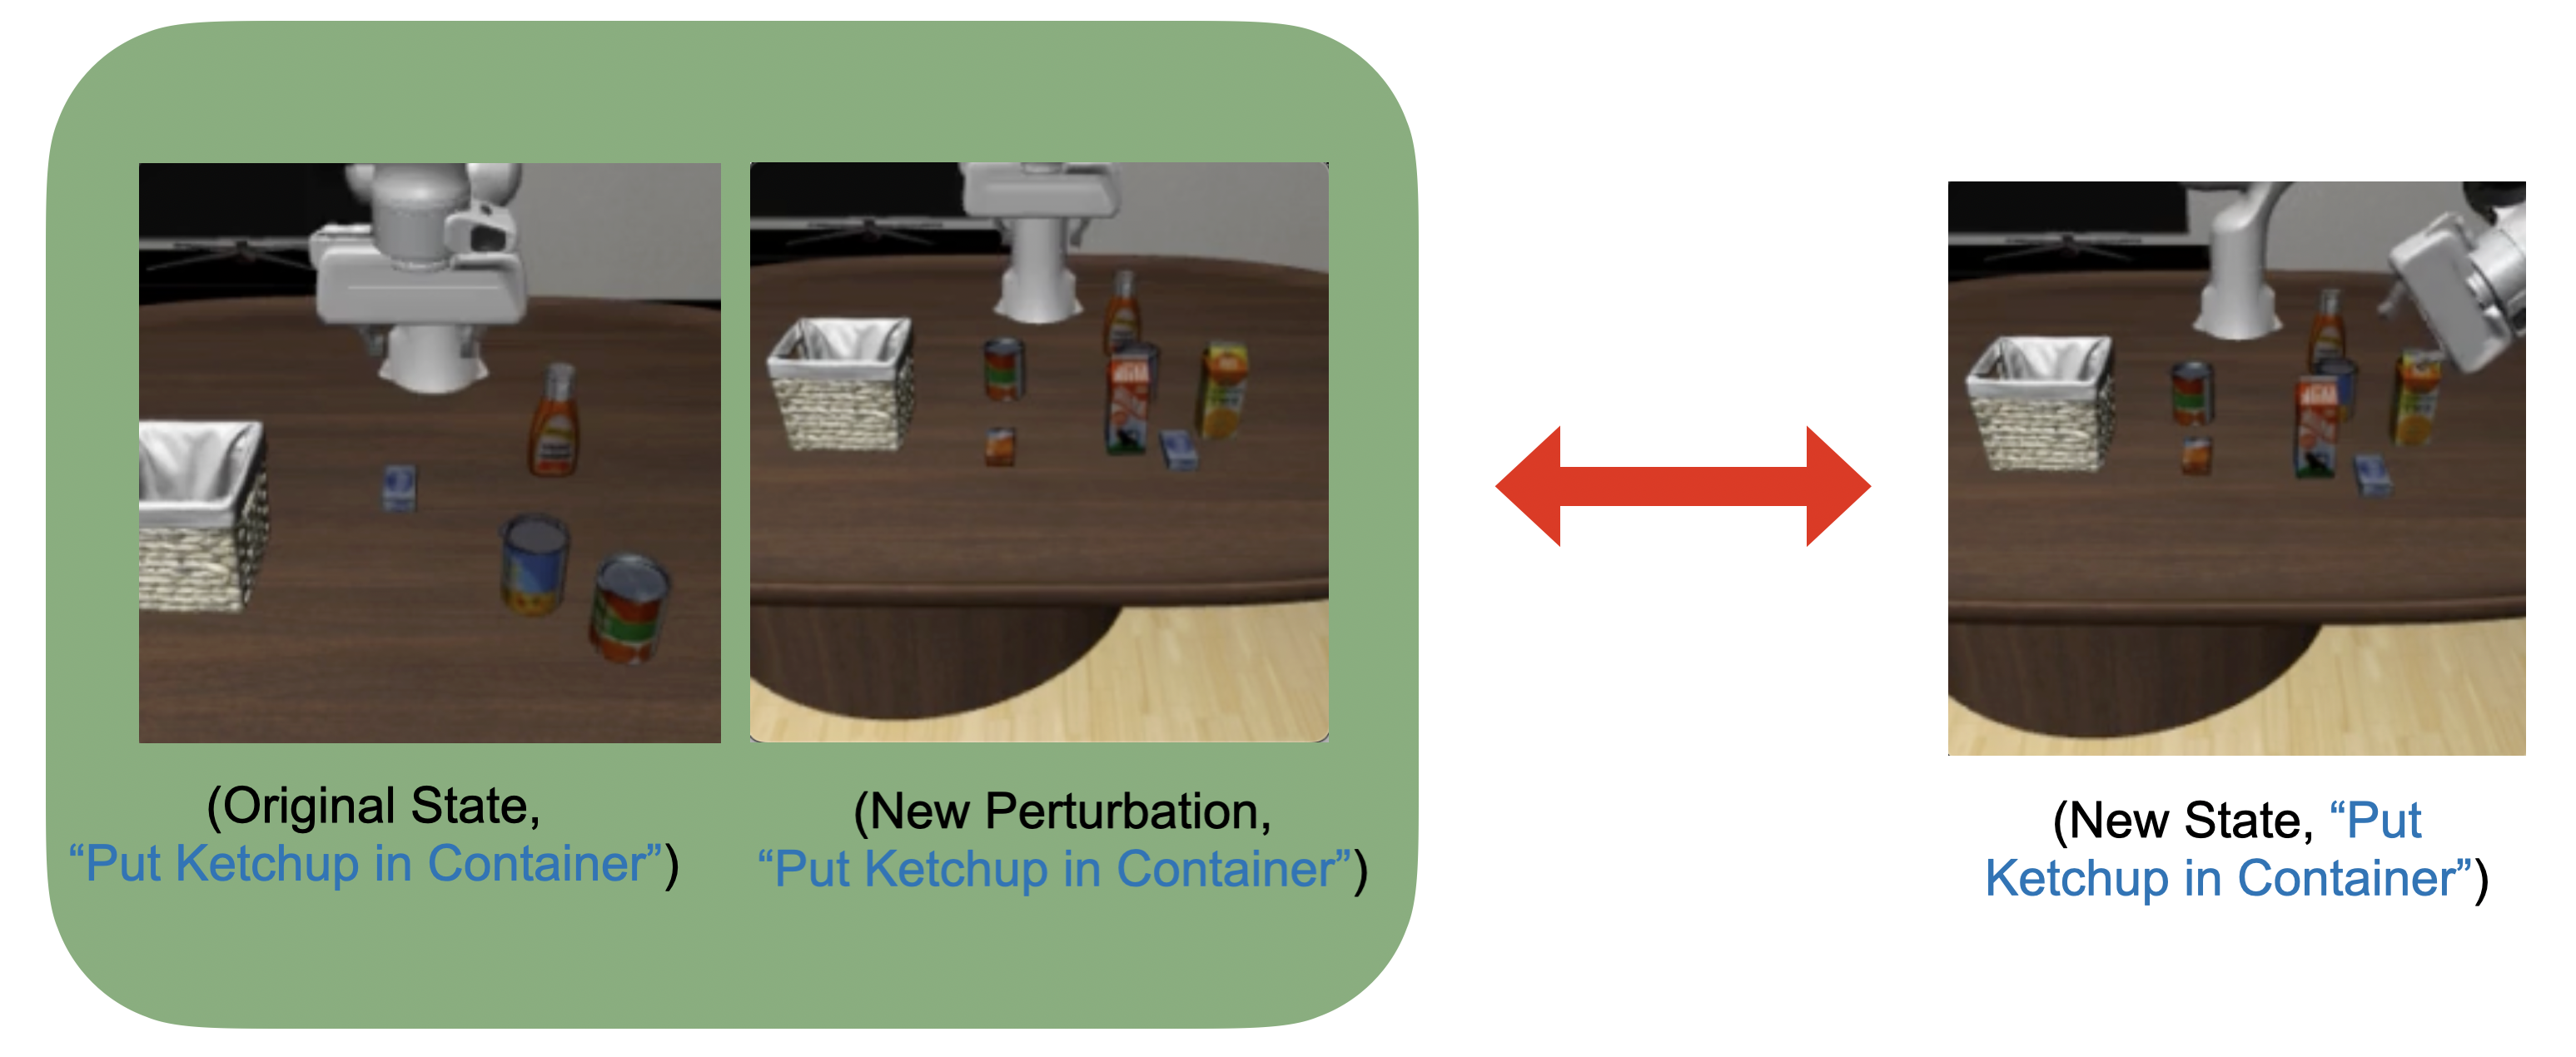 (Original State,
“Put Ketchup in Container”)
(New Perturbation,
“Put Ketchup in Container”)
(New State, “Put
Ketchup in Container”)